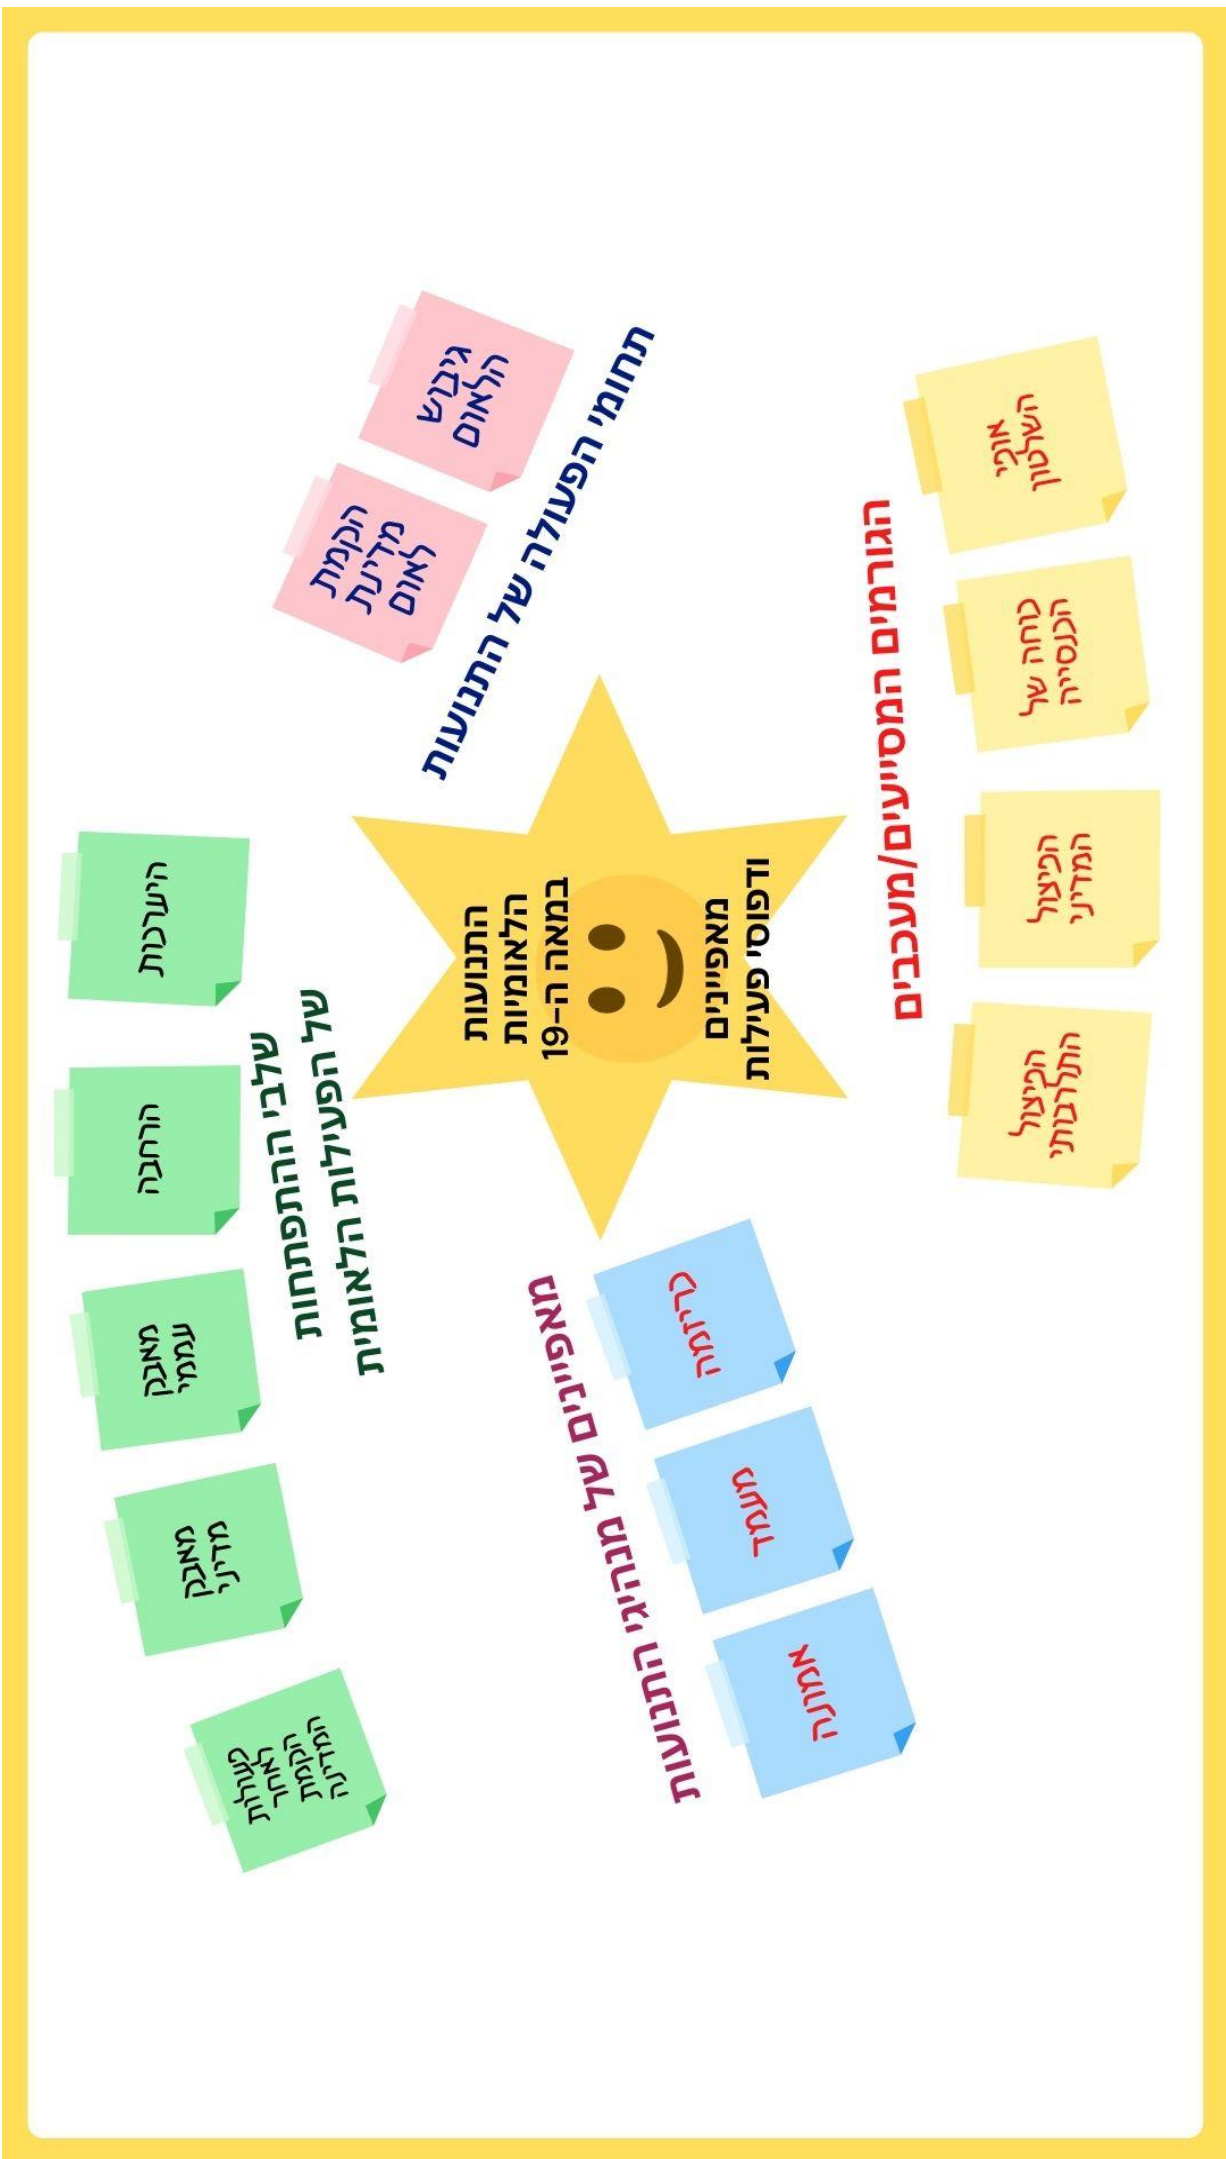 התנועות
הלאומיות
במאה ה-19
מאפיינים
ודפוסי פעילות
תחומי הפעולה של התנועות
גיבוש
הלאום
הקמת
מדינת
לאום
הגורמים המסייעים/מעכבים
אופי
השלטון
כוחה של
הכנסייה
הפיצול
המדיני
הפיצול
התרבותי
שלבי ההתפתחות
של הפעילות הלאומית
היערכות
הרחבה
מאבק
עממי
מאבק
מדיני
פעולות
לאחר
הקמת
המדינה
מאפיינים של מנהיגי התנועות
כריזמה
מעמד
אמונה